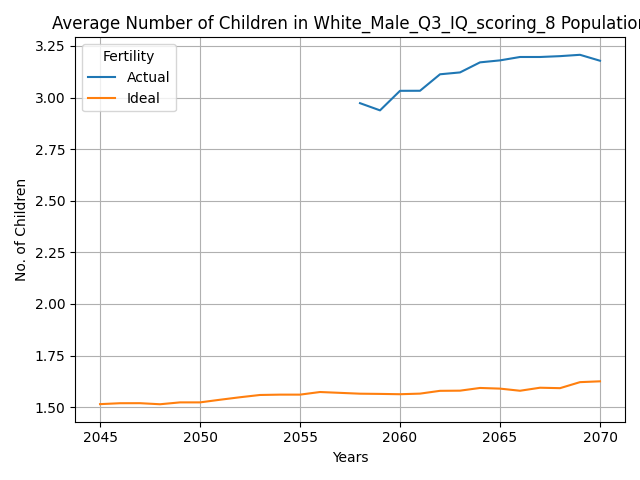 Average Number of Children in White_Male_Q3_IQ_scoring_8 Population
3.25
3.00
2.75
2.50
2.25
2.00
1.75
1.50
No. of Children
Fertility
Actual
Ideal
2045
2050
2055
2060
2065
2070
Years